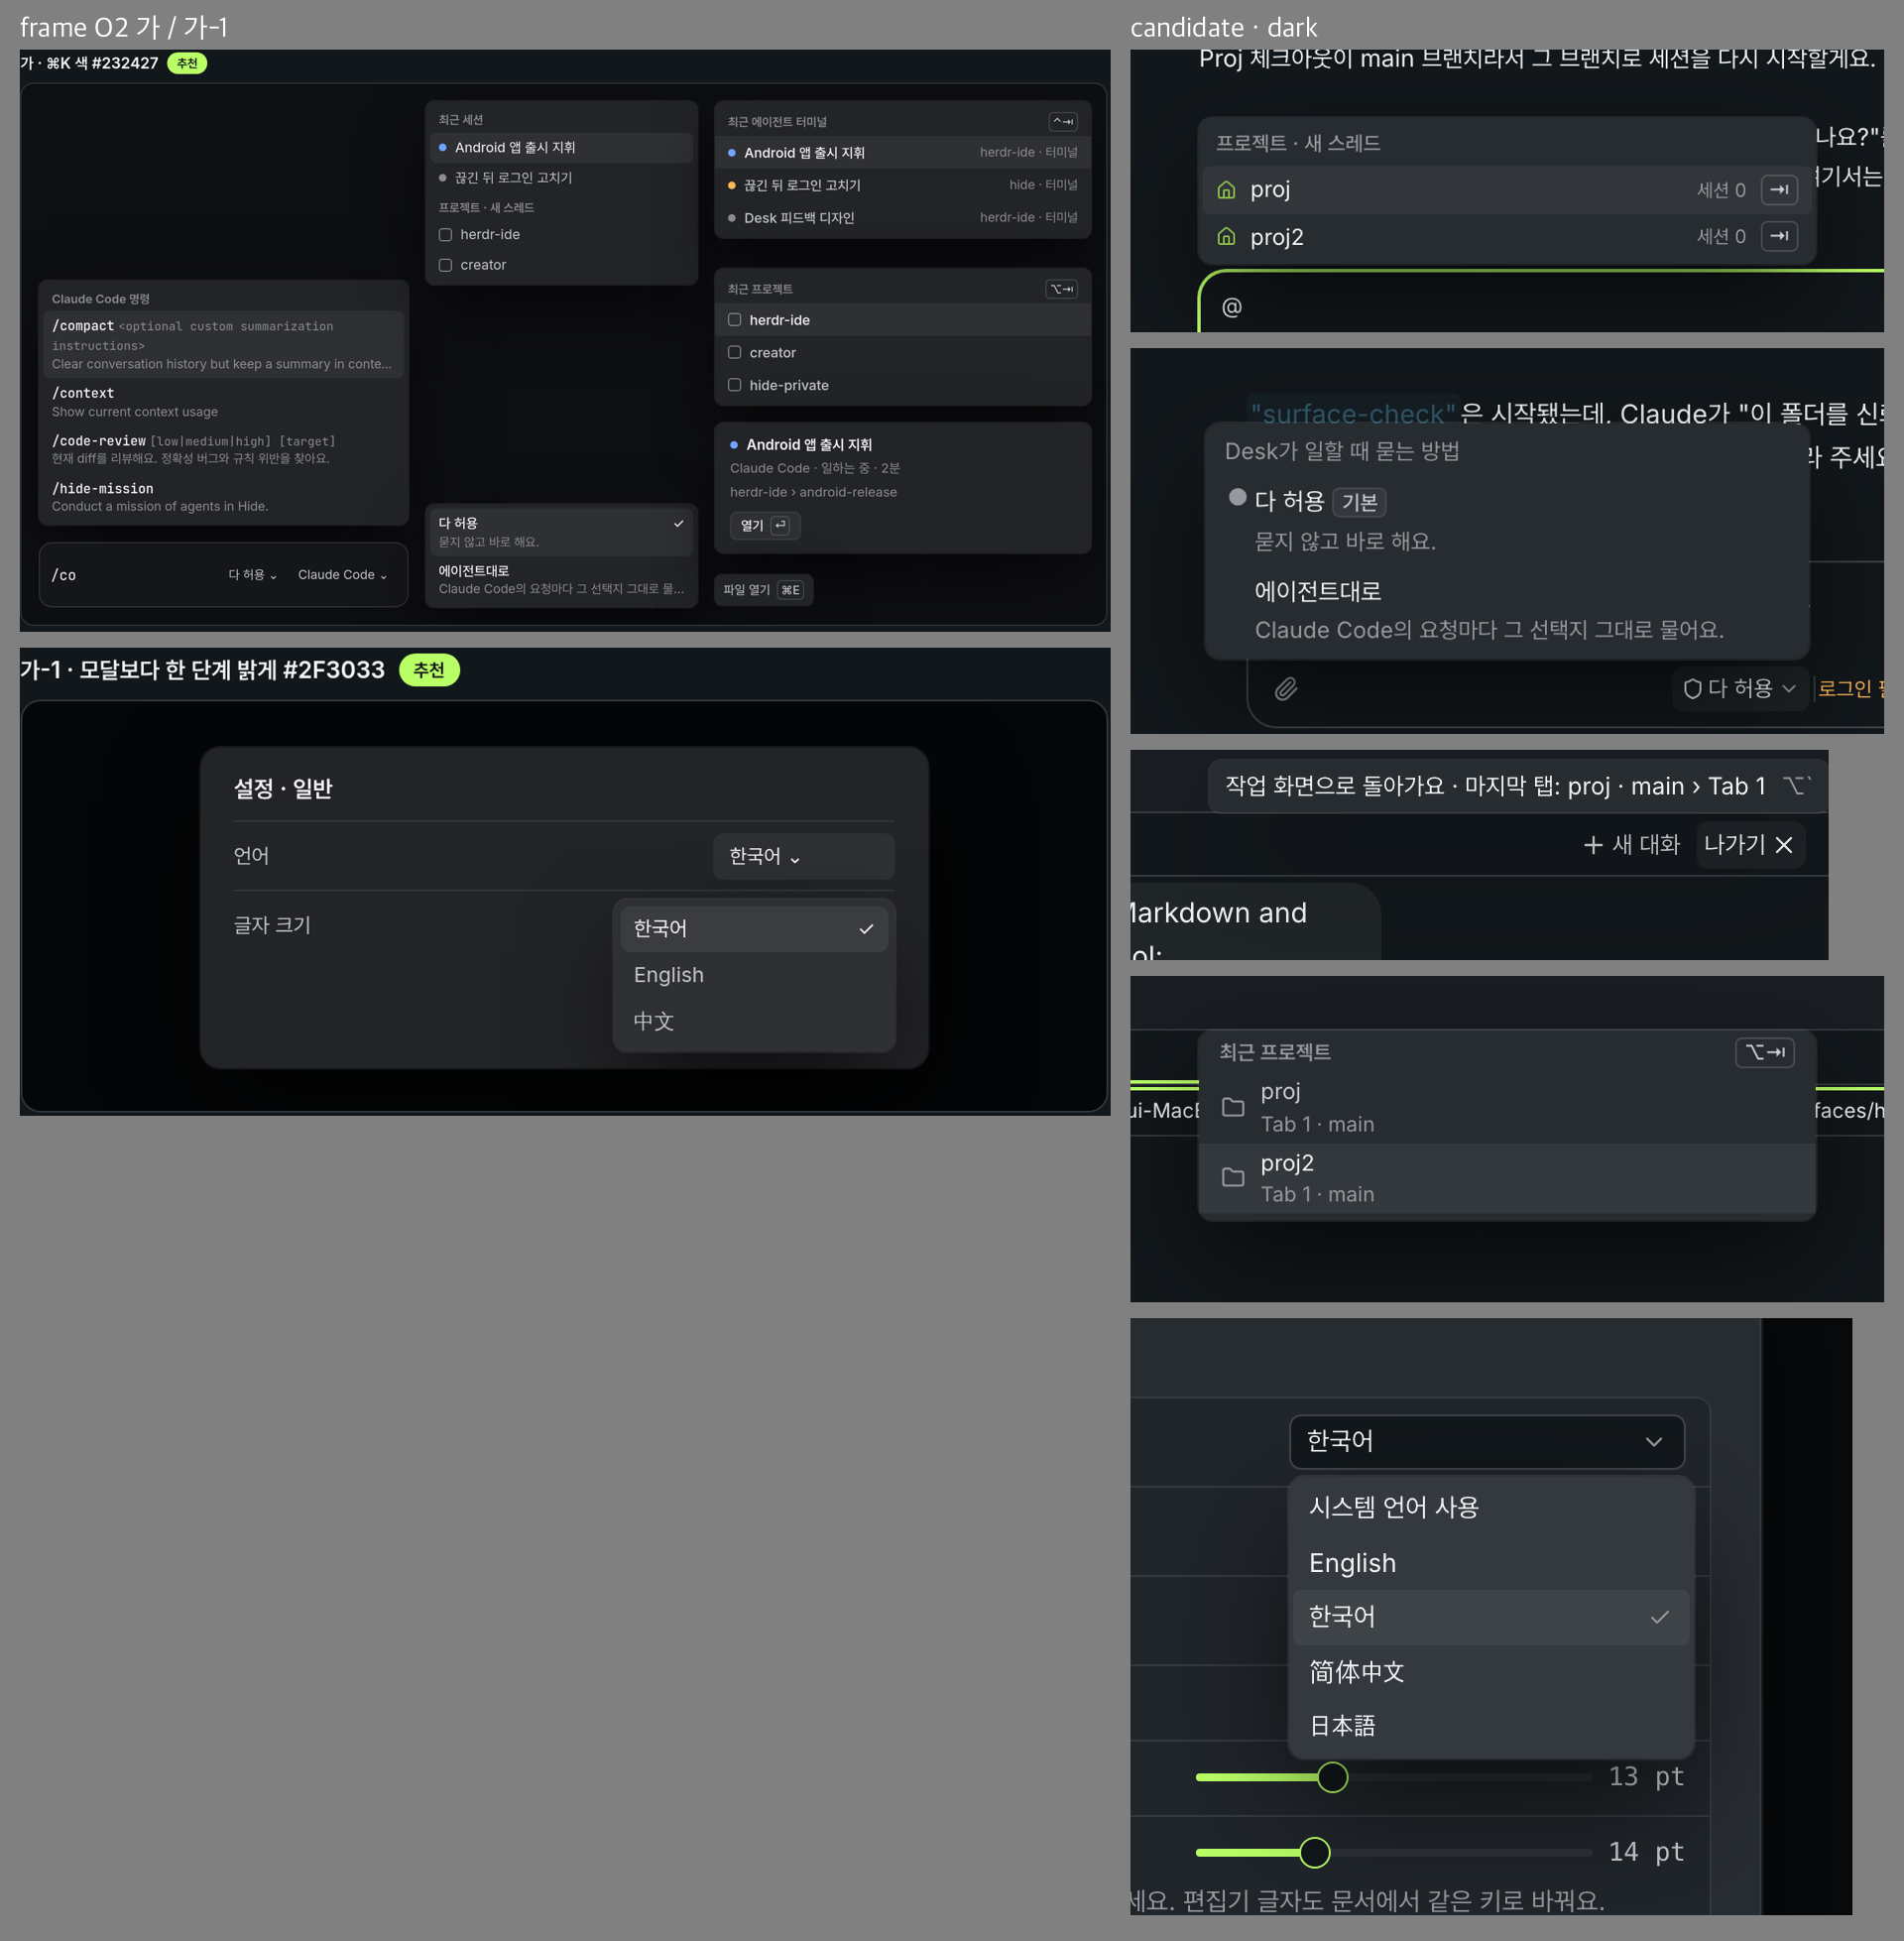 frame O2 가 / 가-1
가 · ⌘K 색 #232427 추천
최근 세션
Android 앱 출시 지휘
끊긴 뒤 로그인 고치기
프로젝트 · 새 스레드
herdr-ide
creator
최근 에이전트 터미널 ⌃⇥
Android 앱 출시 지휘 herdr-ide · 터미널
끊긴 뒤 로그인 고치기 hide · 터미널
Desk 피드백 디자인 herdr-ide · 터미널
최근 프로젝트 ⌥⇥
herdr-ide
creator
hide-private
Claude Code 명령
/compact <optional custom summarization
instructions>
Clear conversation history but keep a summary in conte...
/context
Show current context usage
/code-review [low|medium|high] [target]
현재 diff를 리뷰해요. 정확성 버그와 규칙 위반을 찾아요.
/hide-mission
Conduct a mission of agents in Hide.
/co 다 허용 Claude Code
다 허용
묻지 않고 바로 해요.
에이전트대로
Claude Code의 요청마다 그 선택지 그대로 물...
Android 앱 출시 지휘
Claude Code · 일하는 중 · 2분
herdr-ide › android-release
열기 ⏎
파일 열기 ⌘E
가-1 · 모달보다 한 단계 밝게 #2F3033 추천
설정 · 일반
언어 한국어
글자 크기
한국어
English
中文
candidate · dark
Proj 체크아웃이 main 브랜치라서 그 브랜치로 세션을 다시 시작할게요.
나요?"
여기서는
프로젝트 · 새 스레드
proj 세션 0 ⇥
proj2 세션 0 ⇥
@
"surface-check"은 시작됐는데, Claude가 "이 폴더를 신
라 주세요
Desk가 일할 때 묻는 방법
다 허용 기본
묻지 않고 바로 해요.
에이전트대로
Claude Code의 요청마다 그 선택지 그대로 물어요.
다 허용 로그인
작업 화면으로 돌아가요 · 마지막 탭: proj · main › Tab 1 ⌥`
+ 새 대화 나가기 ×
Markdown and
ol:
최근 프로젝트 ⌥⇥
proj
Tab 1 · main
ui-MacB
faces/h
proj2
Tab 1 · main
한국어
시스템 언어 사용
English
한국어
简体中文
日本語
13 pt
14 pt
세요. 편집기 글자도 문서에서 같은 키로 바꿔요.